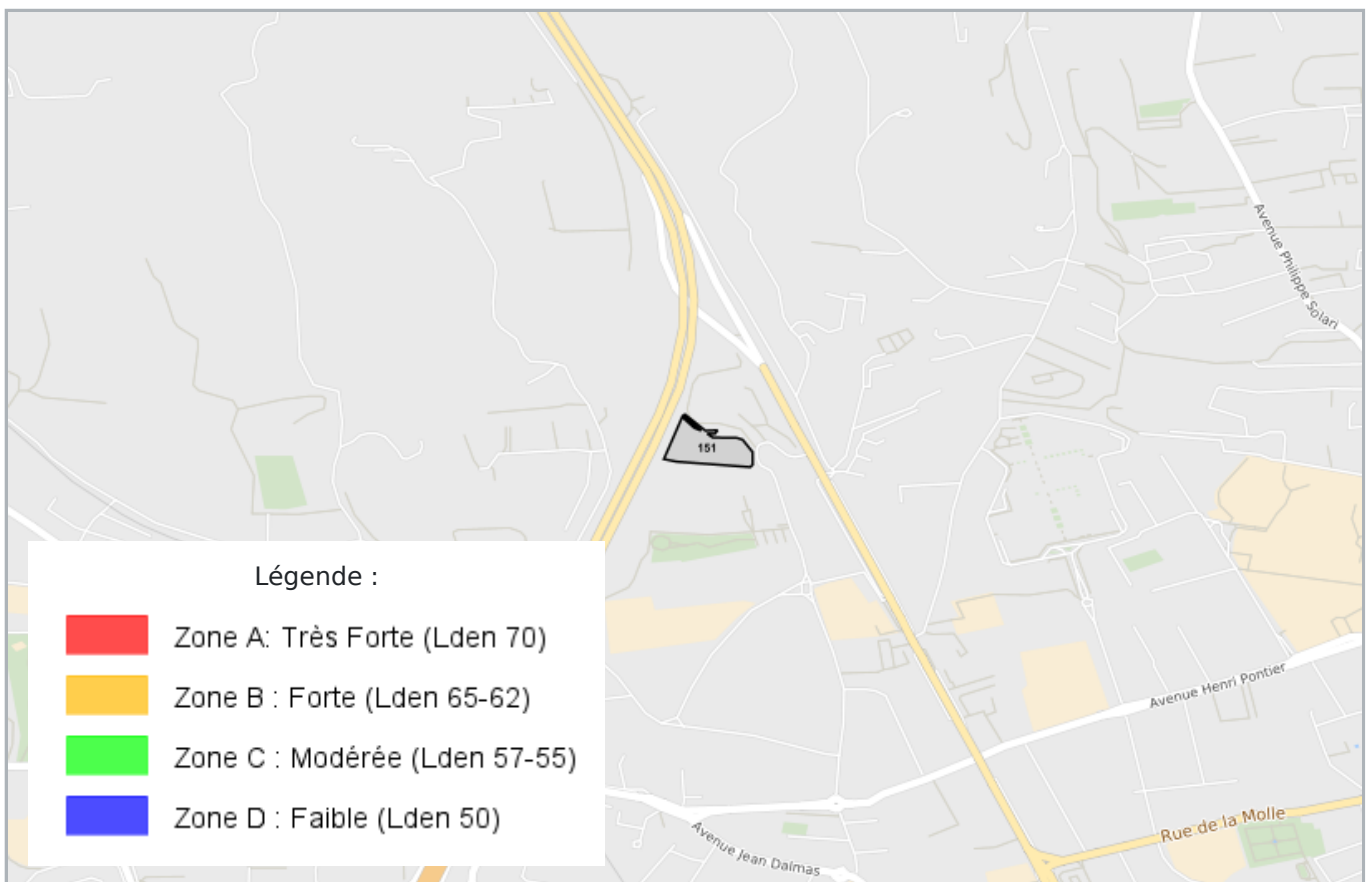 Avenue Philippe Solari
151
Légende :
Zone A: Très Forte (Lden 70)
Zone B : Forte (Lden 65-62)
Zone C : Modérée (Lden 57-55)
Zone D : Faible (Lden 50)
Avenue Henri Pontier
Rue de la Molle
Avenue Jean Dalmas